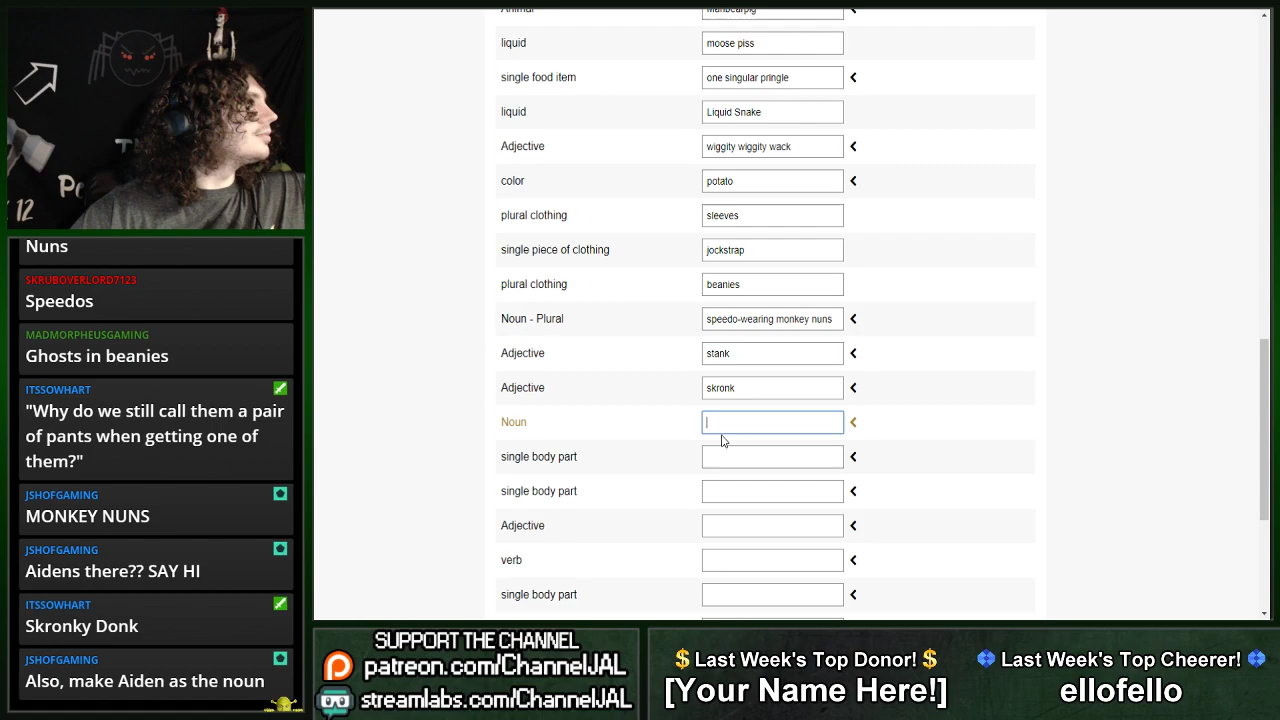 Animal
Manbearpig
liquid
moose piss
single food item
one singular pringle
liquid
Liquid Snake
Adjective
wiggity wiggity wack
color
potato
plural clothing
sleeves
single piece of clothing
jockstrap
plural clothing
beanies
Noun - Plural
speedo-wearing monkey nuns
Adjective
stank
Adjective
skronk
Noun
single body part
single body part
Adjective
verb
single body part
12
Nuns
SKRUBOVERLORD7123
Speedos
MADMORPHEUSGAMING
Ghosts in beanies
ITSSOWHART
"Why do we still call them a pair
of pants when getting one of
them?"
JSHOFGAMING
MONKEY NUNS
JSHOFGAMING
Aidens there?? SAY HI
ITSSOWHART
Skronky Donk
JSHOFGAMING
Also, make Aiden as the noun
SUPPORT THE CHANNEL
patreon.com/ChannelJAL
streamlabs.com/ChannelJAL
$ Last Week's Top Donor! $
[Your Name Here!]
Last Week's Top Cheerer!
ellofello